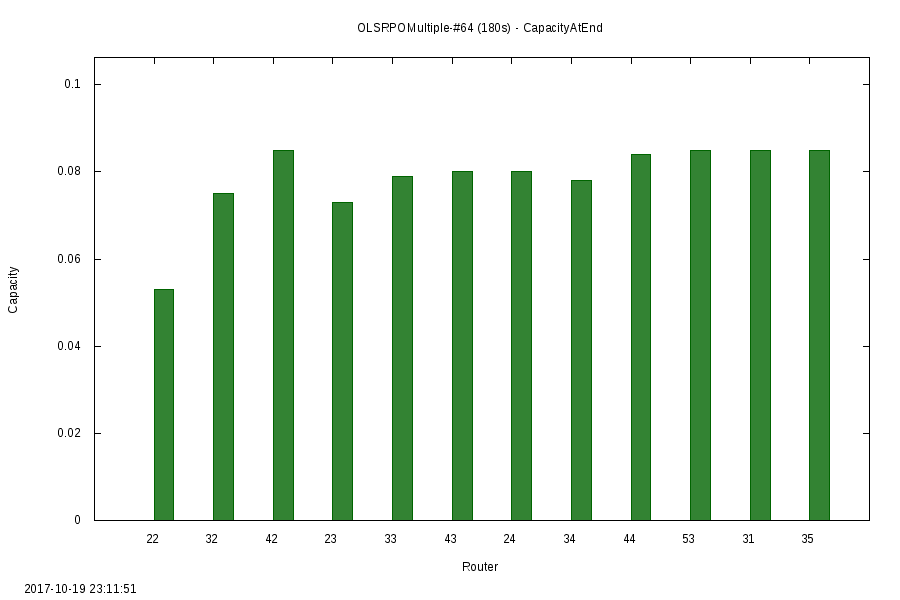 OLSRPOMultiple-#64 (180s) - CapacityAtEnd
0.1
0.08
0.06
0.04
0.02
0
Capacity
22 32 42 23 33 43 24 34 44 53 31 35
Router
2017-10-19 23:11:51